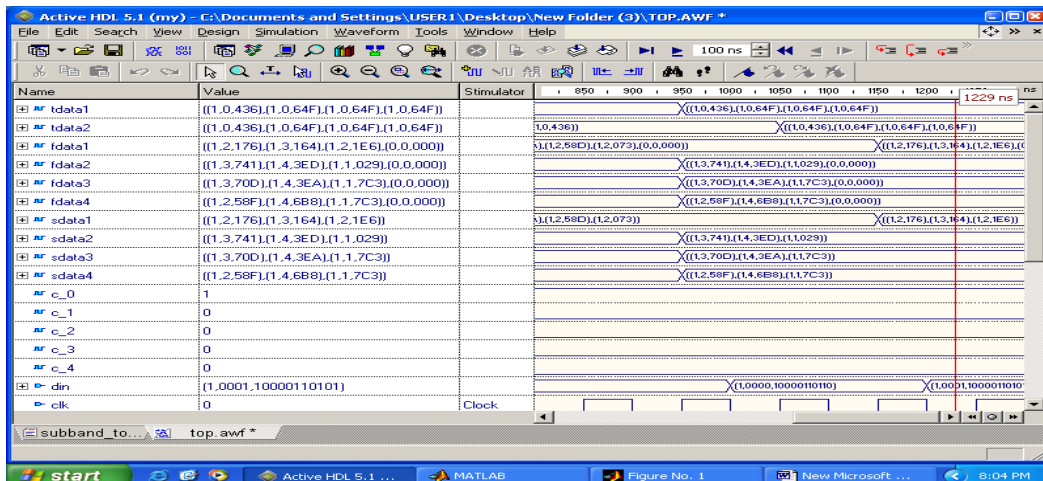 Active HDL 5.1 (my) - C:\Documents and Settings\USER1\Desktop\New Folder (3)\TOP.AWF *
File Edit Search View Design Simulation Waveform Tools Window Help
100 ns
Name Value Stimulator 850 900 950 1000 1050 1100 1150 1200 ns
1229 ns
tdata1 ((1,0,436),(1,0,64F),(1,0,64F),(1,0,64F)) ((1,0,436),(1,0,64F),(1,0,64F),(1,0,64F))
tdata2 ((1,0,436),(1,0,64F),(1,0,64F),(1,0,64F)) 1,0,436)) ((1,0,436),(1,0,64F),(1,0,64F),(1,0,64F))
fdata1 ((1,2,176),(1,3,164),(1,2,1E6),(0,0,000)) ),(1,2,58D),(1,2,073),(0,0,000)) ((1,2,176),(1,3,164),(1,2,1E6),(
fdata2 ((1,3,741),(1,4,3ED),(1,1,029),(0,0,000)) ((1,3,741),(1,4,3ED),(1,1,029),(0,0,000))
fdata3 ((1,3,70D),(1,4,3EA),(1,1,7C3),(0,0,000)) ((1,3,70D),(1,4,3EA),(1,1,7C3),(0,0,000))
fdata4 ((1,2,58F),(1,4,6B8),(1,1,7C3),(0,0,000)) ((1,2,58F),(1,4,6B8),(1,1,7C3),(0,0,000))
sdata1 ((1,2,176),(1,3,164),(1,2,1E6)) ),(1,2,58D),(1,2,073)) ((1,2,176),(1,3,164),(1,2,1E6))
sdata2 ((1,3,741),(1,4,3ED),(1,1,029)) ((1,3,741),(1,4,3ED),(1,1,029))
sdata3 ((1,3,70D),(1,4,3EA),(1,1,7C3)) ((1,3,70D),(1,4,3EA),(1,1,7C3))
sdata4 ((1,2,58F),(1,4,6B8),(1,1,7C3)) ((1,2,58F),(1,4,6B8),(1,1,7C3))
c_0 1
c_1 0
c_2 0
c_3 0
c_4 0
din (1,0001,10000110101) (1,0000,10000110110) (1,0001,1000011010
clk 0 Clock
subband_to... top.awf *
start Active HDL 5.1 ... MATLAB Figure No. 1 New Microsoft ... 8:04 PM